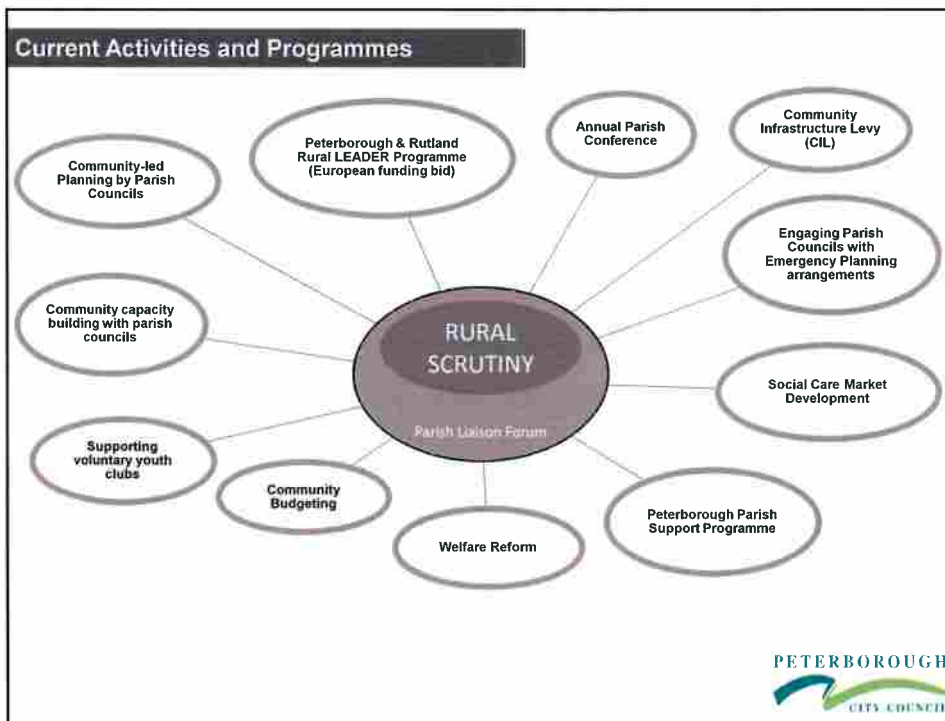 Current Activities and Programmes
Community-led
Planning by Parish
Councils
Peterborough & Rutland
Rural LEADER Programme
(European funding bid)
Annual Parish
Conference
Community
Infrastructure Levy
(CIL)
Engaging Parish
Councils with
Emergency Planning
arrangements
Community capacity
building with parish
councils
RURAL
SCRUTINY
Parish Liaison Forum
Social Care Market
Development
Supporting
voluntary youth
clubs
Community
Budgeting
Welfare Reform
Peterborough Parish
Support Programme
PETERBOROUGH
CITY COUNCIL